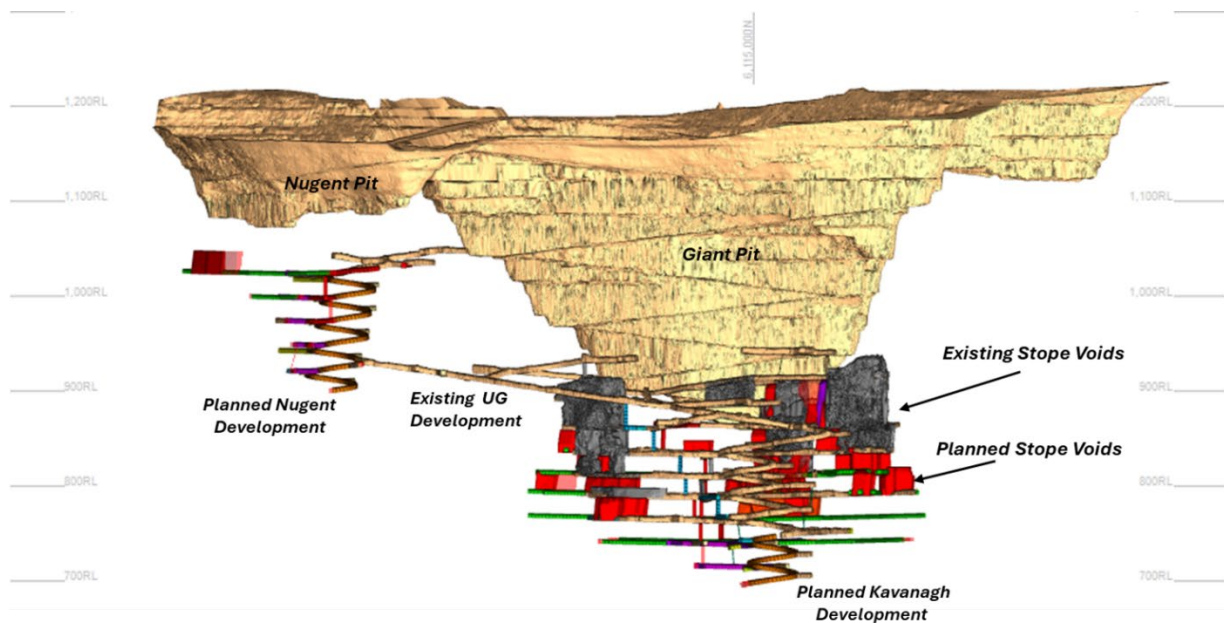 6,115,000N
1,200RL
1,200RL
Nugent Pit
1,100RL
1,100RL
Giant Pit
1,000RL
1,000RL
Existing Stope Voids
900RL
900RL
Planned Nugent
Development
Existing UG
Development
Planned Stope Voids
800RL
800RL
700RL
700RL
Planned Kavanagh
Development